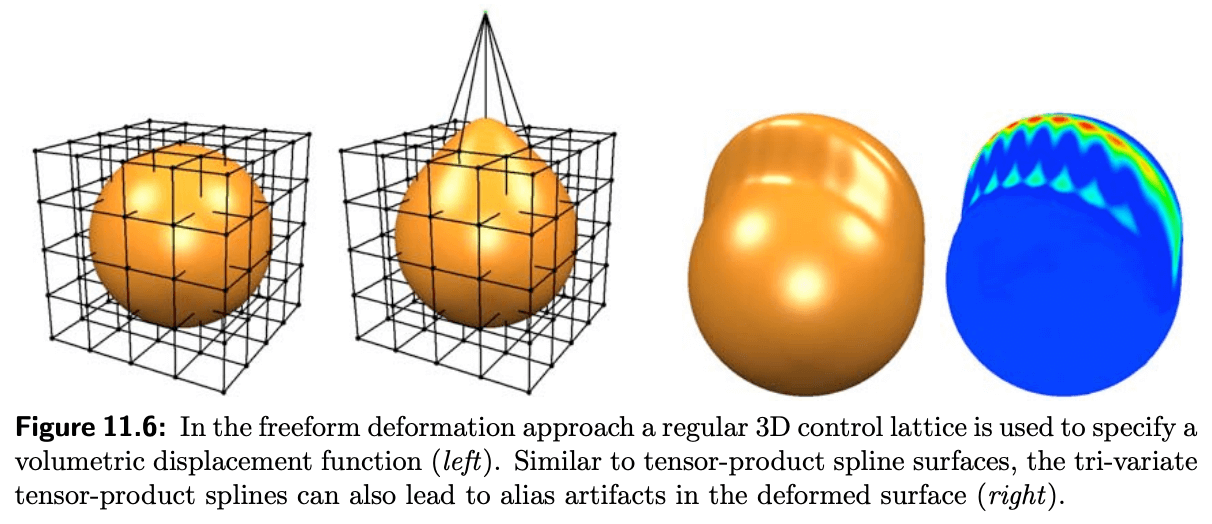 Figure 11.6: In the freeform deformation approach a regular 3D control lattice is used to specify a
volumetric displacement function (left). Similar to tensor-product spline surfaces, the tri-variate
tensor-product splines can also lead to alias artifacts in the deformed surface (right).